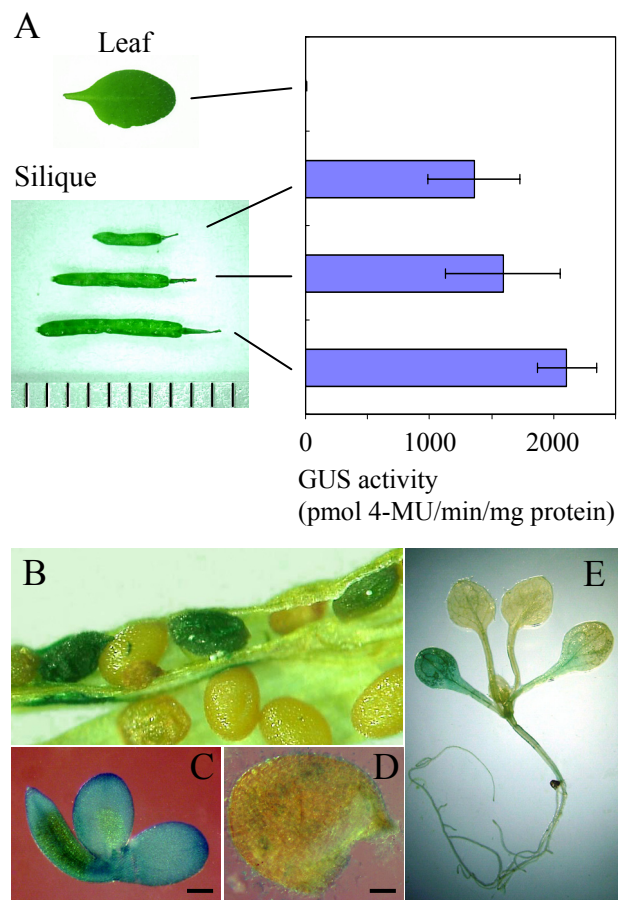 A
Leaf
Silique
0
1000
2000
GUS activity
(pmol 4-MU/min/mg protein)
B
C
D
E